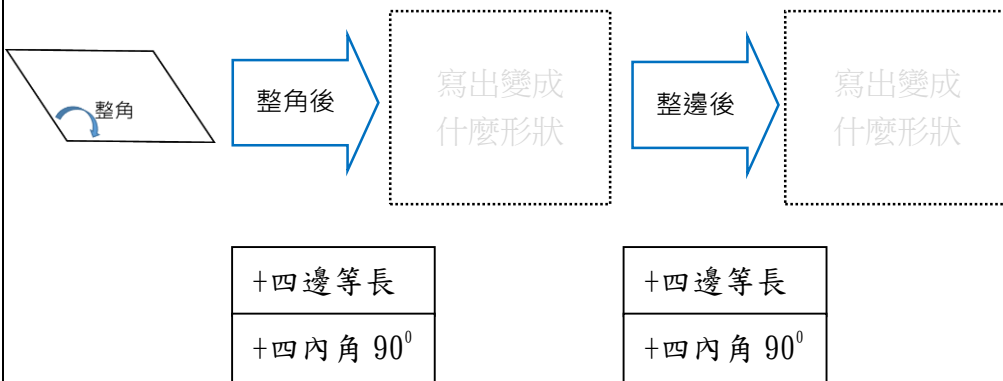 整角
整角後
寫出變成
什麼形狀
整邊後
寫出變成
什麼形狀
+四邊等長
+四內角 90⁰
+四邊等長
+四內角 90⁰